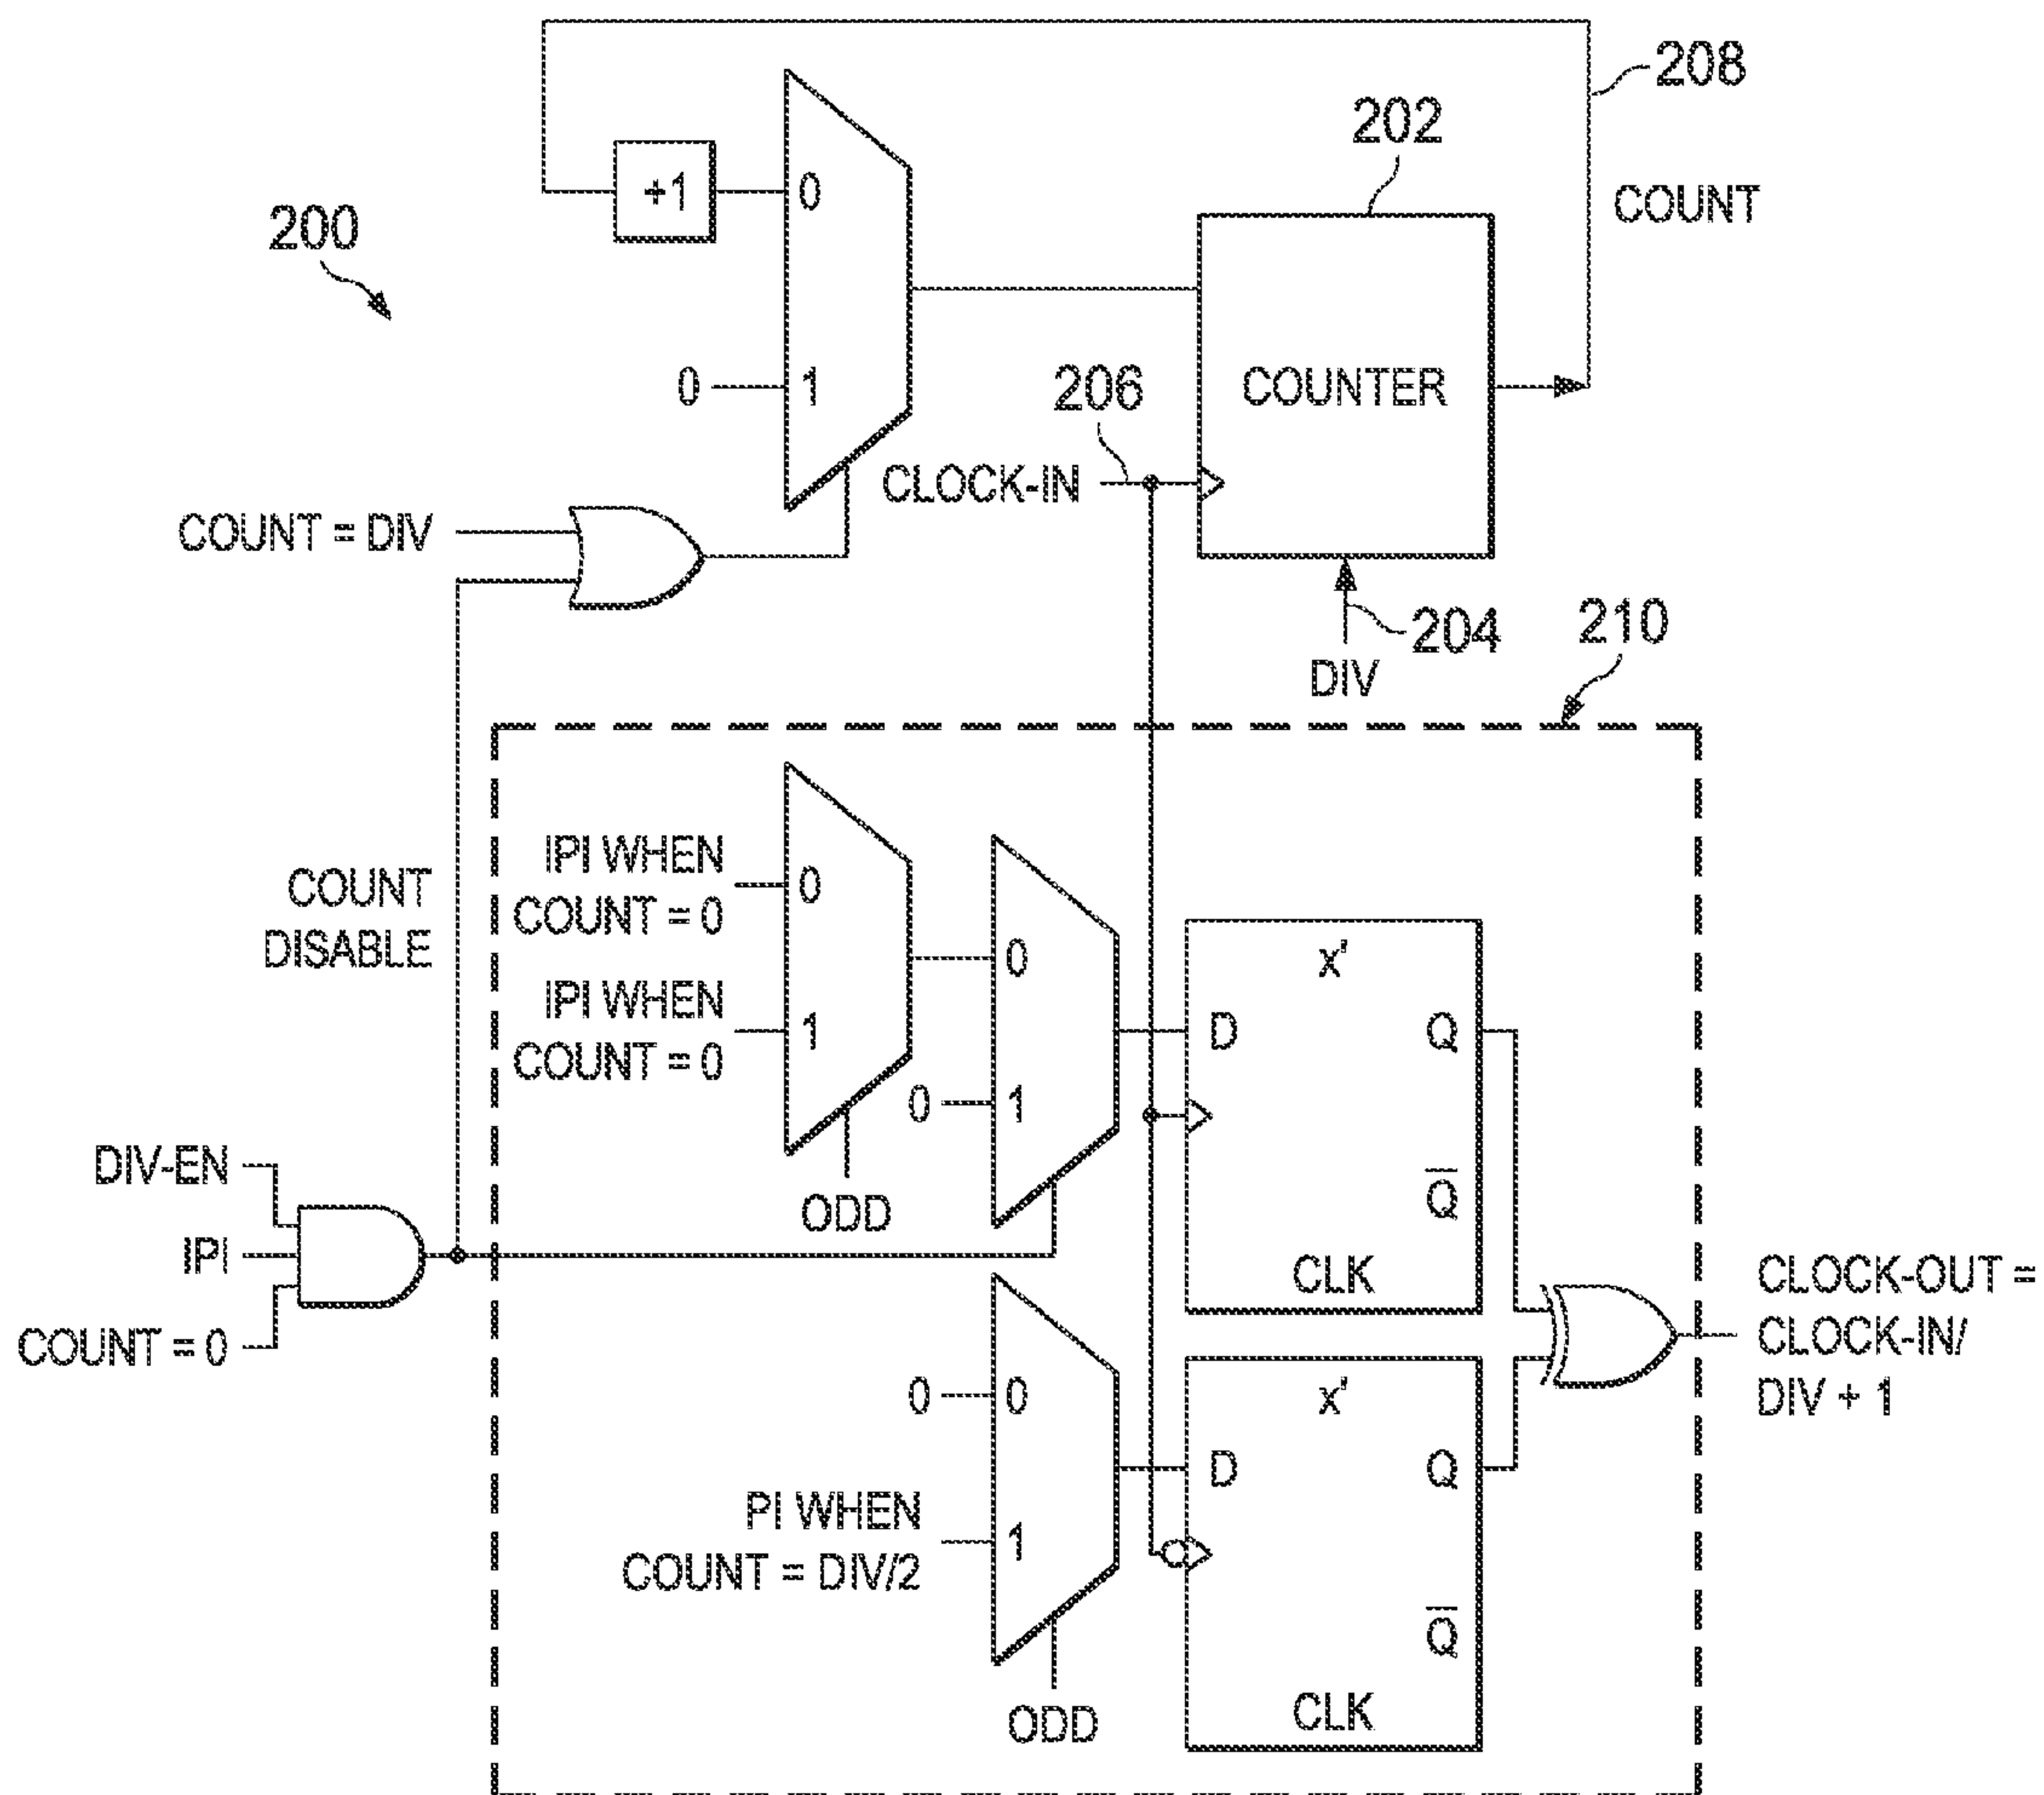 208
202
COUNT
200
+1
0
0
1
206
COUNTER
CLOCK-IN
COUNT = DIV
204
DIV
210
COUNT
DISABLE
IPI WHEN
COUNT = 0
0
IPI WHEN
COUNT = 0
1
ODD
0
0
1
x'
D
Q
Q̅
CLK
DIV-EN
IPI
COUNT = 0
CLOCK-OUT =
CLOCK-IN/
DIV + 1
0
0
PI WHEN
COUNT = DIV/2
1
ODD
x'
D
Q
Q̅
CLK